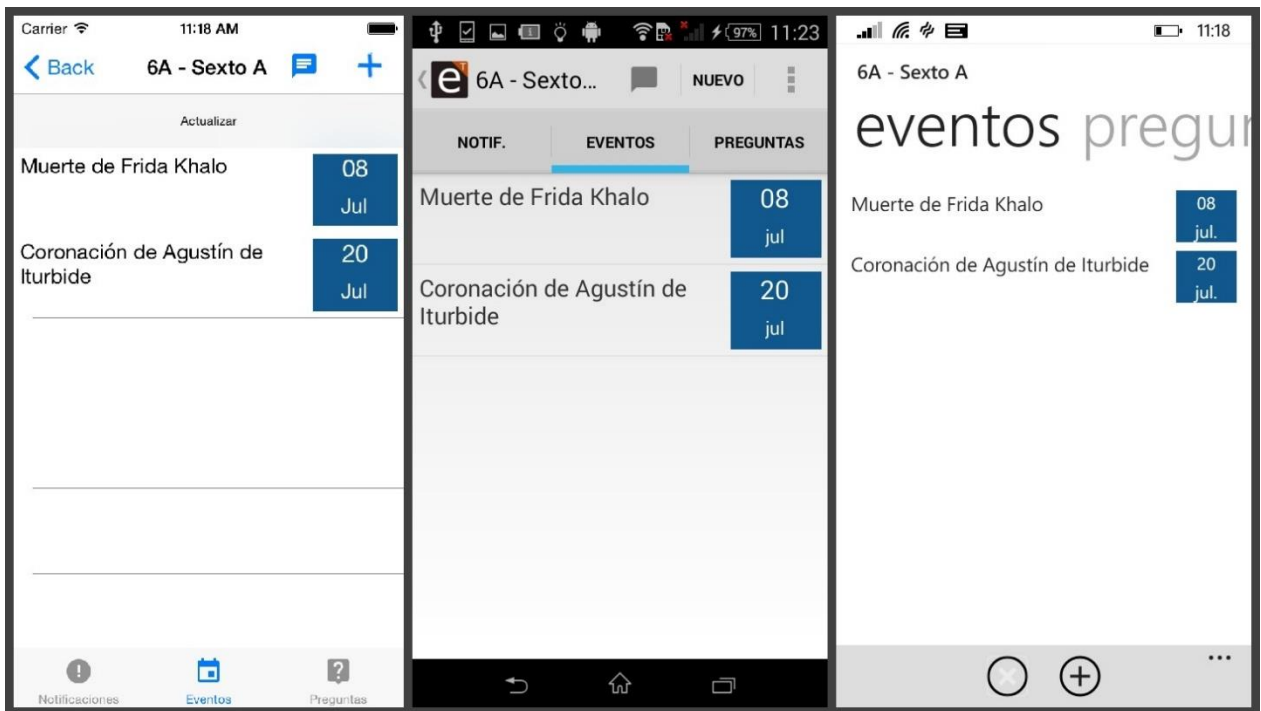 Carrier 11:18 AM
Back 6A - Sexto A
Actualizar
Muerte de Frida Khalo
08
Jul
Coronación de Agustín de
Iturbide
20
Jul
Notificaciones Eventos Preguntas
97% 11:23
e T 6A - Sexto... NUEVO
NOTIF. EVENTOS PREGUNTAS
Muerte de Frida Khalo
08
jul
Coronación de Agustín de
Iturbide
20
jul
11:18
6A - Sexto A
eventos pregun
Muerte de Frida Khalo
08
jul.
Coronación de Agustín de Iturbide
20
jul.